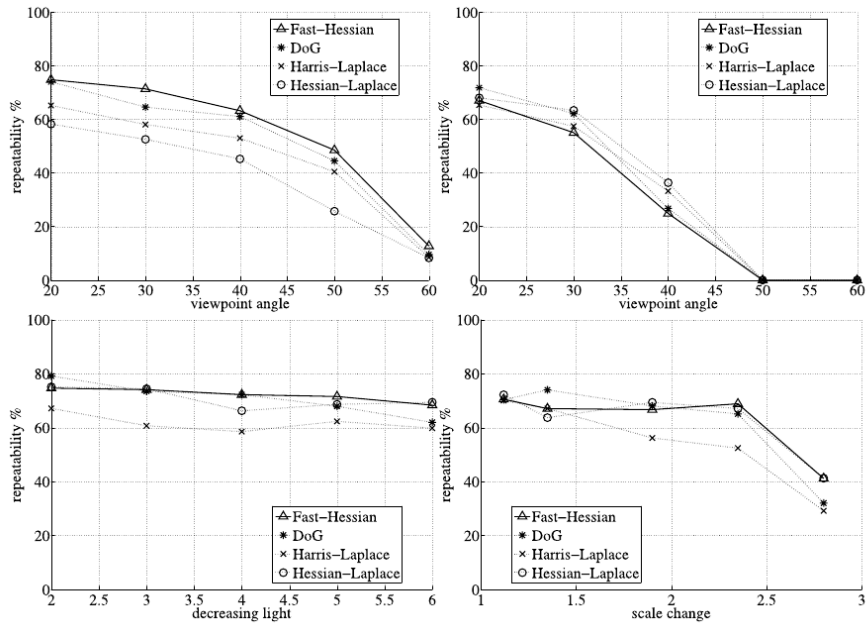 100
80
60
40
20
0
repeatability %
Fast–Hessian
DoG
Harris–Laplace
Hessian–Laplace
20 25 30 35 40 45 50 55 60
viewpoint angle
100
80
60
40
20
0
repeatability %
Fast–Hessian
DoG
Harris–Laplace
Hessian–Laplace
20 25 30 35 40 45 50 55 60
viewpoint angle
100
80
60
40
20
0
repeatability %
Fast–Hessian
DoG
Harris–Laplace
Hessian–Laplace
2 2.5 3 3.5 4 4.5 5 5.5 6
decreasing light
100
80
60
40
20
0
repeatability %
Fast–Hessian
DoG
Harris–Laplace
Hessian–Laplace
1 1.5 2 2.5 3
scale change